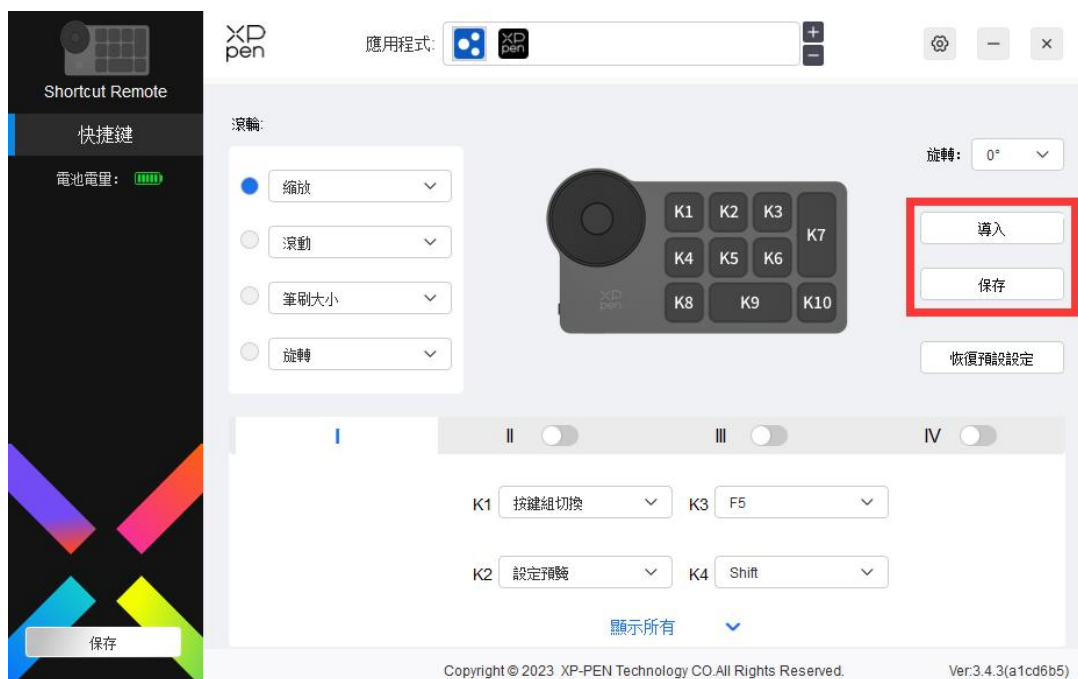 Shortcut Remote
快捷鍵
電池電量：
保存
XP
pen
應用程式:
XP
pen
滾輪:
縮放
滾動
筆刷大小
旋轉
K1 K2 K3
K7
K4 K5 K6
K8 K9 K10
XP
pen
旋轉： 0°
導入
保存
恢復預設設定
I II III IV
K1 按鍵組切換 K3 F5
K2 設定預覽 K4 Shift
顯示所有
Copyright © 2023 XP-PEN Technology CO.All Rights Reserved. Ver:3.4.3(a1cd6b5)